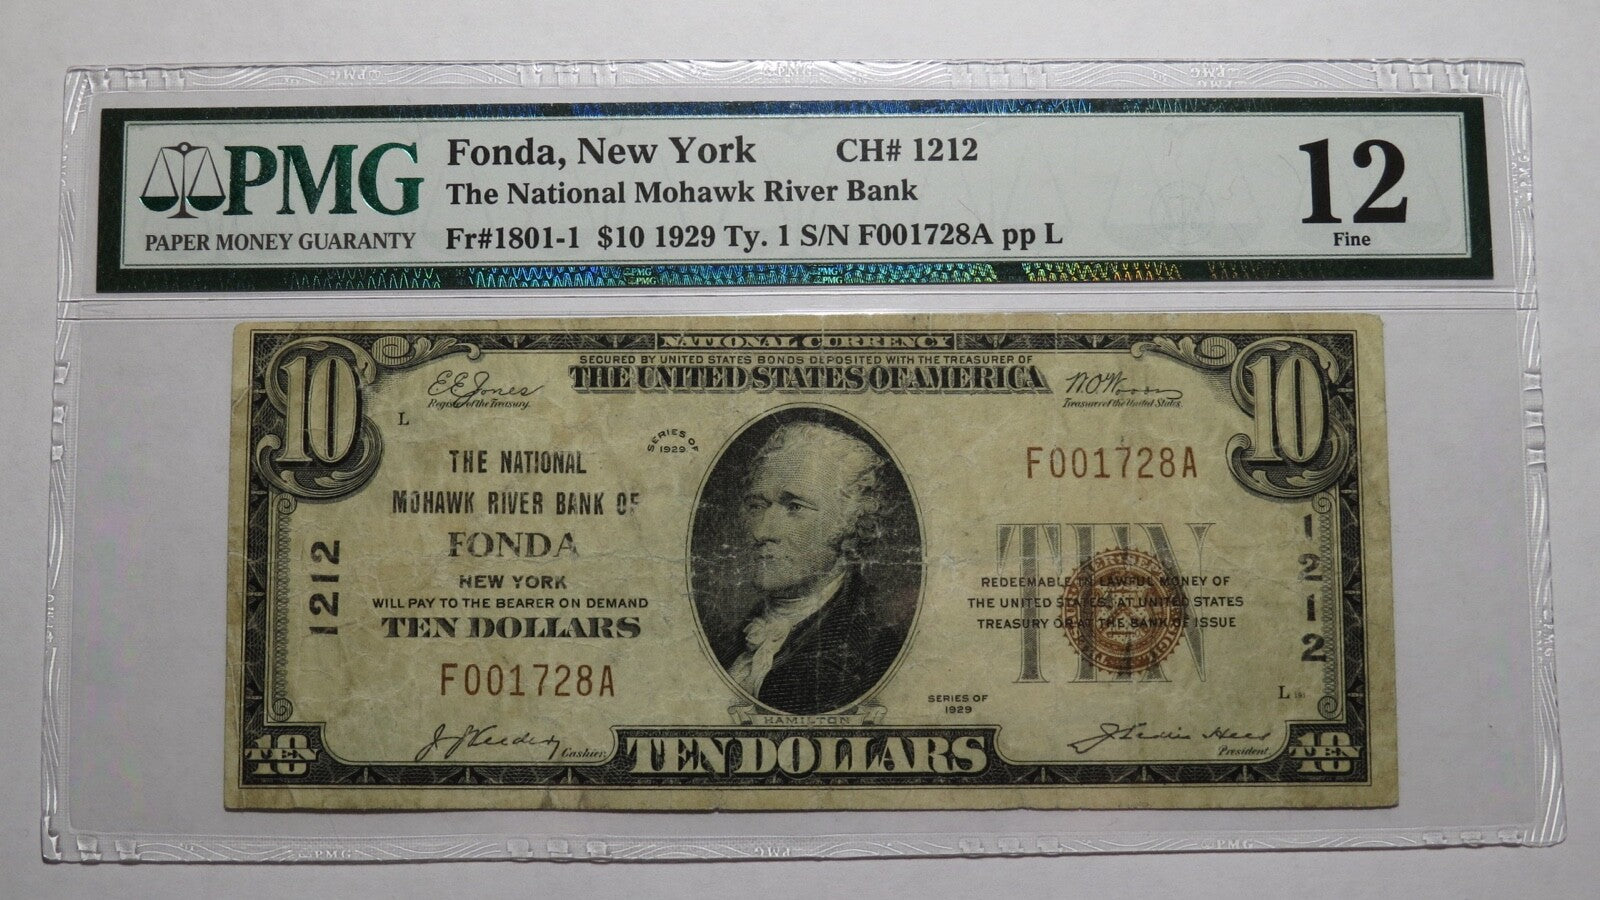 PMG
PAPER MONEY GUARANTY
Fonda, New York CH# 1212
The National Mohawk River Bank
Fr#1801-1 $10 1929 Ty. 1 S/N F001728A pp L
12
Fine
NATIONAL CURRENCY
SECURED BY UNITED STATES BONDS DEPOSITED WITH THE TREASURER OF
THE UNITED STATES OF AMERICA
10
10
E E Jones
Register of the Treasury.
W O Woods
Treasurer of the United States.
L
SERIES OF
1929
THE NATIONAL
MOHAWK RIVER BANK OF
FONDA
NEW YORK
WILL PAY TO THE BEARER ON DEMAND
TEN DOLLARS
F001728A
F001728A
1212
1212
TEN
REDEEMABLE IN LAWFUL MONEY OF
THE UNITED STATES AT UNITED STATES
TREASURY OR AT THE BANK OF ISSUE
SERIES OF
1929
L 191
HAMILTON
Cashier
President
10
TEN
TEN DOLLARS
10
TEN